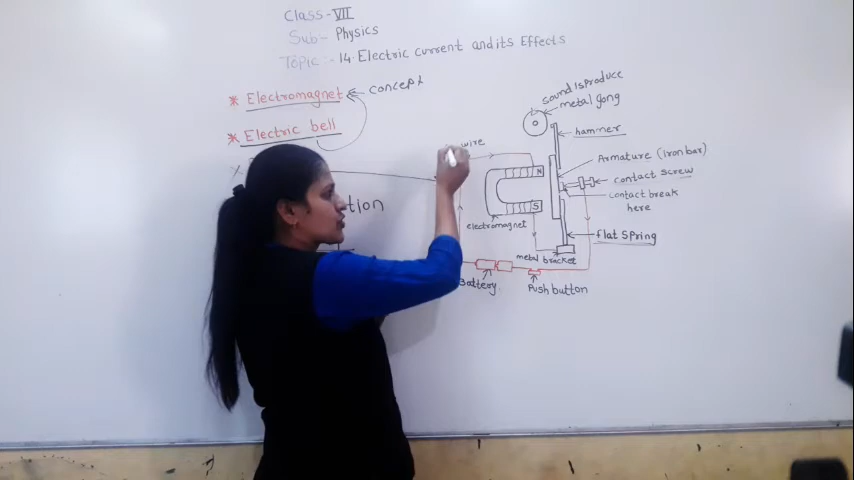 Class - VII
Sub- Physics
Topic :- 14. Electric current and its Effects
* Electromagnet ← concept
* Electric bell
tion
sound is produce
metal gong
hammer
wire
Armature (Iron bar)
contact screw
contact break
here
N
S
electromagnet
flat spring
metal bracket
Battery
Push button